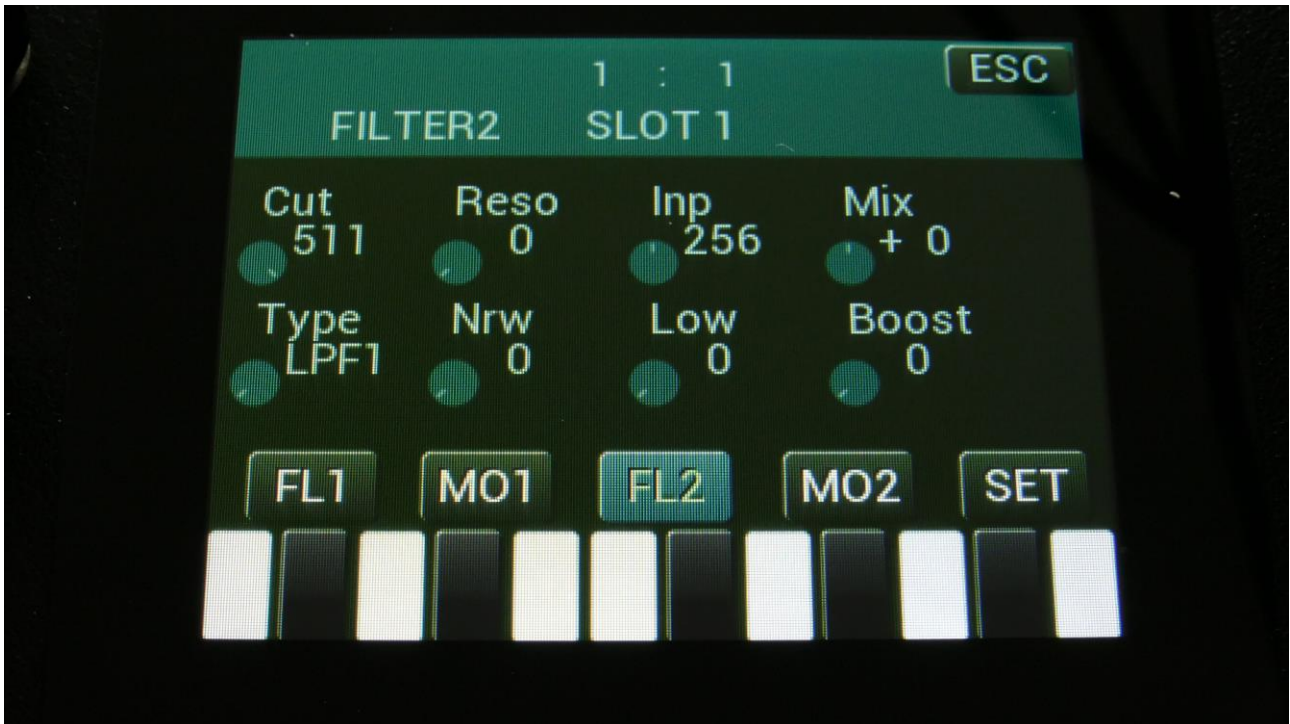 1 : 1 ESC
FILTER2 SLOT 1
Cut Reso Inp Mix
511 0 256 + 0
Type Nrw Low Boost
LPF1 0 0 0
FL1 MO1 FL2 MO2 SET